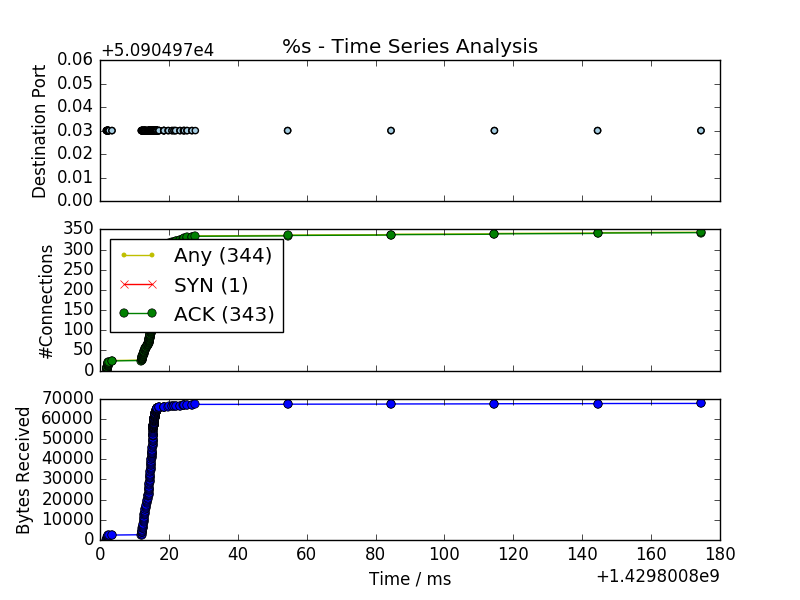 +5.090497e4
%s - Time Series Analysis
Destination Port
0.06
0.05
0.04
0.03
0.02
0.01
0.00
#Connections
350
300
250
200
150
100
50
0
Any (344)
SYN (1)
ACK (343)
Bytes Received
70000
60000
50000
40000
30000
20000
10000
0
0 20 40 60 80 100 120 140 160 180
Time / ms
+1.4298008e9